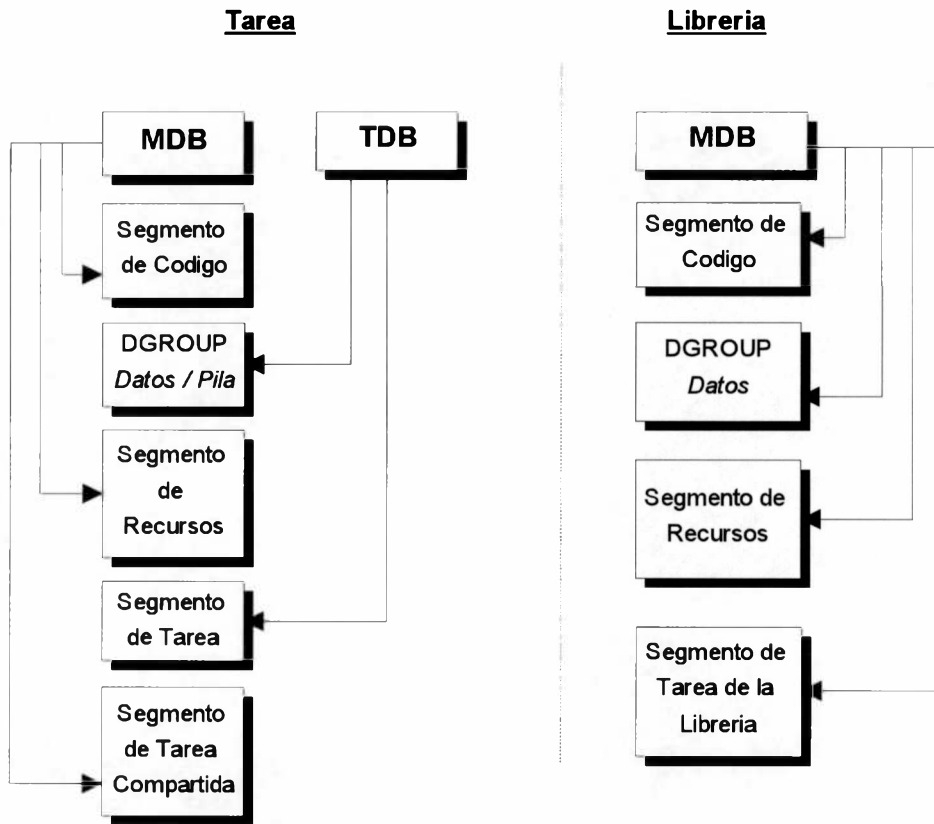 Tarea
MDB
TDB
Segmento
de Codigo
DGROUP
Datos / Pila
Segmento
de
Recursos
Segmento
de Tarea
Segmento
de Tarea
Compartida
Libreria
MDB
Segmento de
Codigo
DGROUP
Datos
Segmento de
Recursos
Segmento de
Tarea de la
Libreria